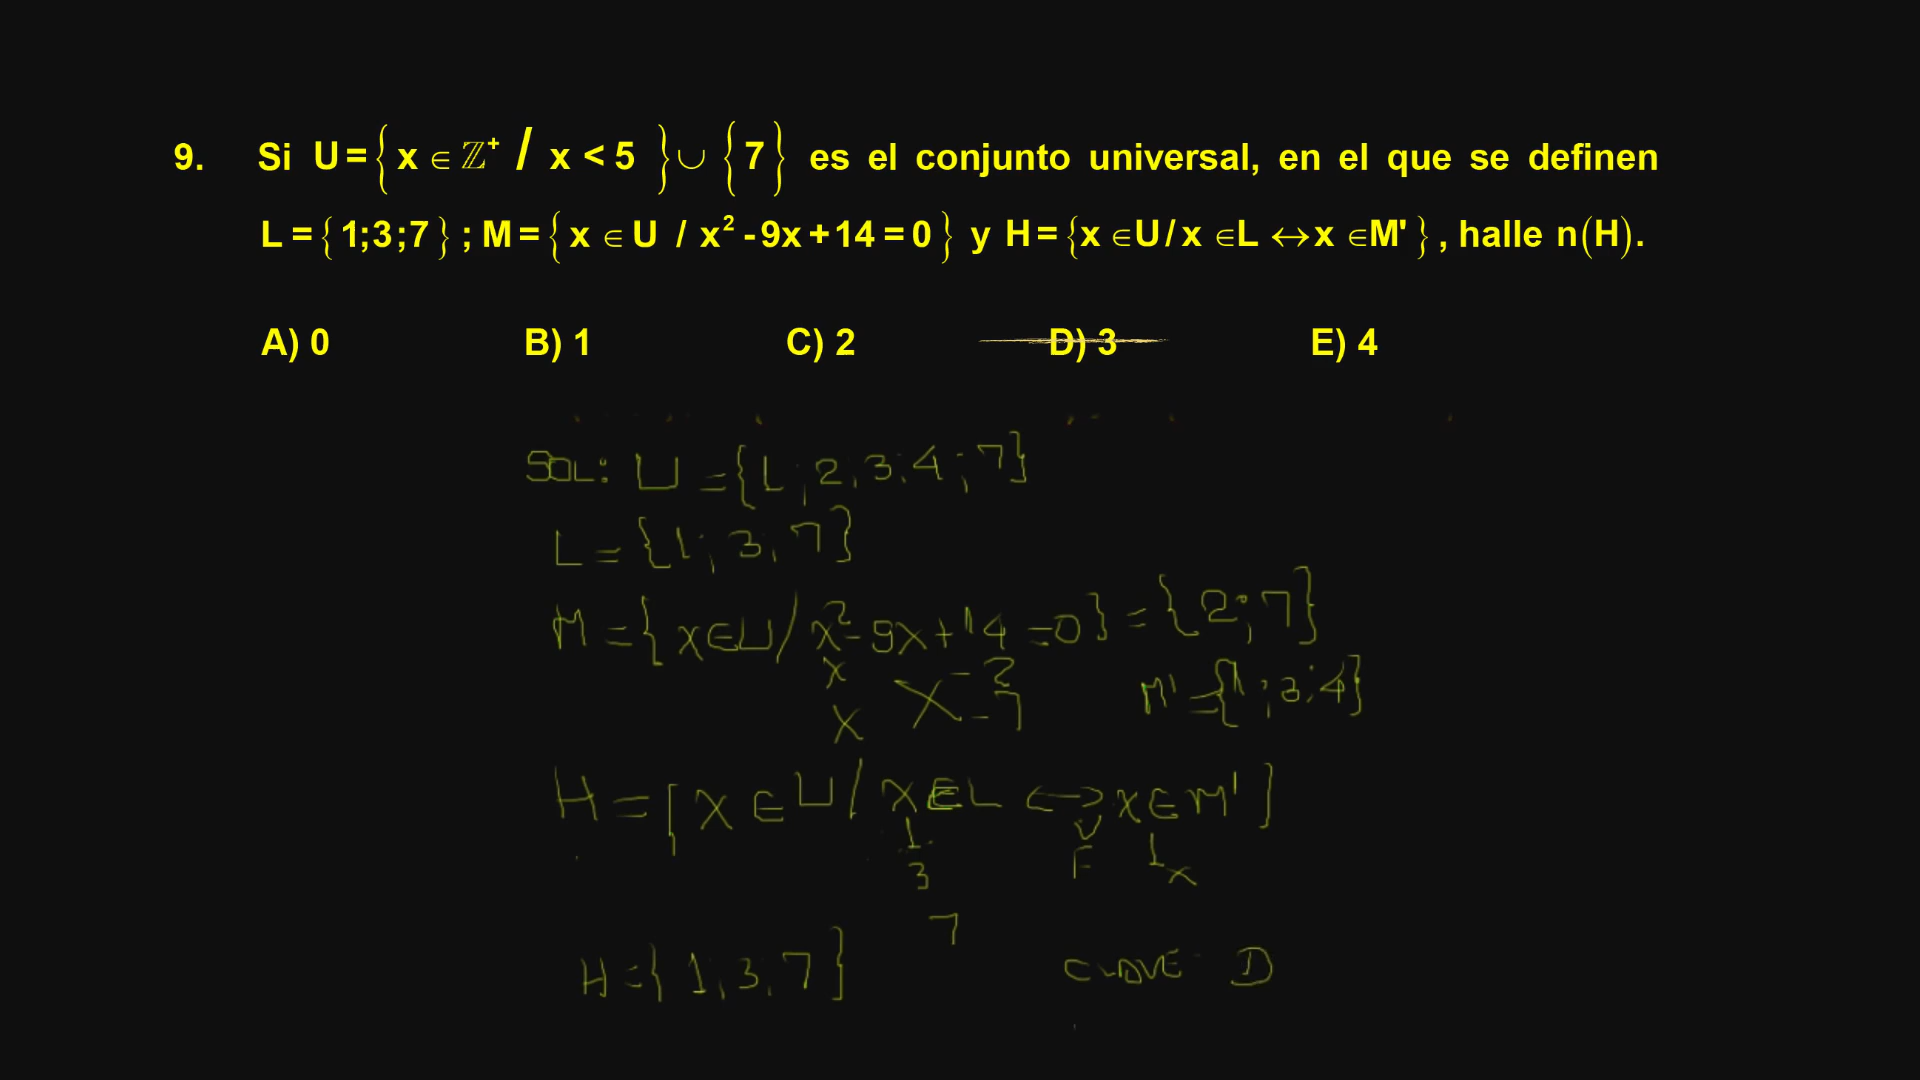 9. Si U={x ∈ ℤ⁺ / x < 5 } ∪ {7} es el conjunto universal, en el que se definen
L = {1;3;7} ; M = {x ∈ U / x² - 9x + 14 = 0} y H = {x ∈ U / x ∈ L ↔ x ∈ M'} , halle n(H).
A) 0 B) 1 C) 2 D) 3 E) 4
SOL: U = {1;2;3;4;7}
L = {1;3;7}
M = {x∈U/x²-9x+14=0} = {2;7}
x -2
x X -7 M' = {1;3;4}
H = [x ∈ U / x ∈ L ↔ x ∈ M']
1 V 1
3 F x
7
H = {1,3,7} CLAVE D